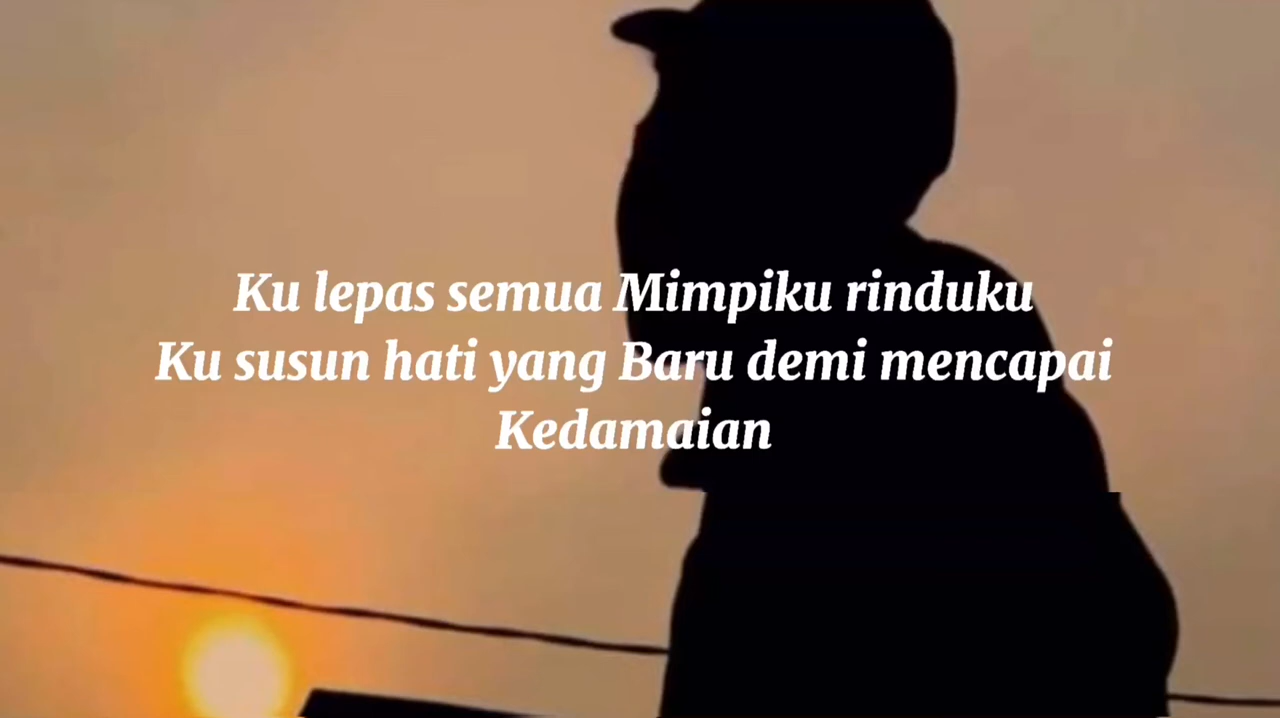 Ku lepas semua Mimpiku rinduku
Ku susun hati yang Baru demi mencapai
Kedamaian